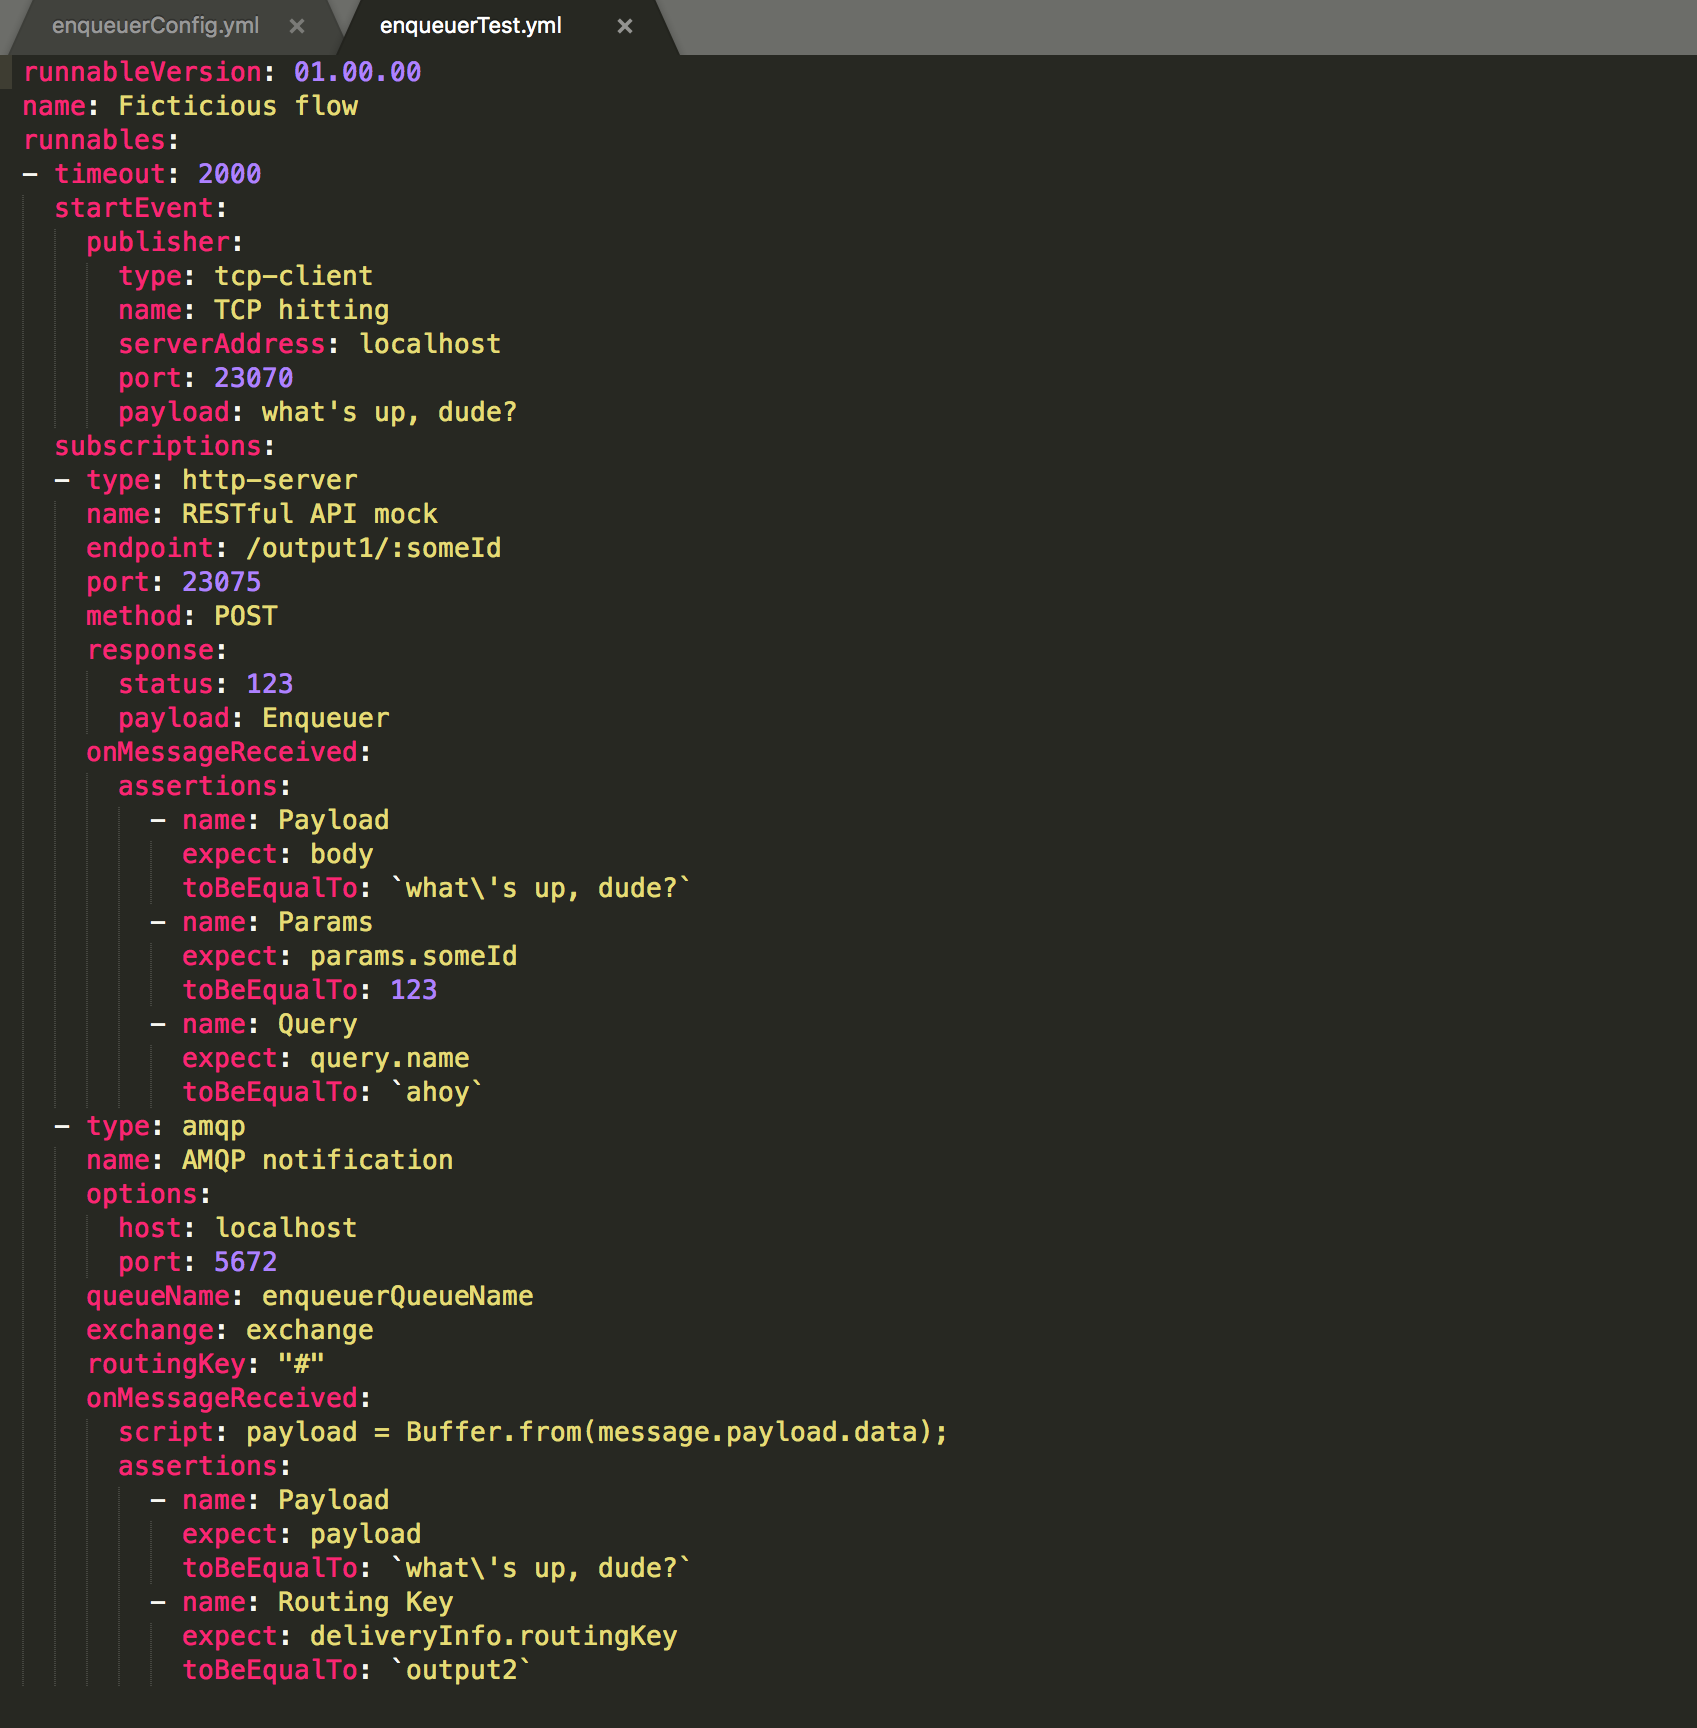 enqueuerConfig.yml × enqueuerTest.yml ×
runnableVersion: 01.00.00
name: Ficticious flow
runnables:
- timeout: 2000
  startEvent:
    publisher:
      type: tcp-client
      name: TCP hitting
      serverAddress: localhost
      port: 23070
      payload: what's up, dude?
  subscriptions:
  - type: http-server
    name: RESTful API mock
    endpoint: /output1/:someId
    port: 23075
    method: POST
    response:
      status: 123
      payload: Enqueuer
    onMessageReceived:
      assertions:
        - name: Payload
          expect: body
          toBeEqualTo: `what\'s up, dude?`
        - name: Params
          expect: params.someId
          toBeEqualTo: 123
        - name: Query
          expect: query.name
          toBeEqualTo: `ahoy`
  - type: amqp
    name: AMQP notification
    options:
      host: localhost
      port: 5672
    queueName: enqueuerQueueName
    exchange: exchange
    routingKey: "#"
    onMessageReceived:
      script: payload = Buffer.from(message.payload.data);
      assertions:
        - name: Payload
          expect: payload
          toBeEqualTo: `what\'s up, dude?`
        - name: Routing Key
          expect: deliveryInfo.routingKey
          toBeEqualTo: `output2`